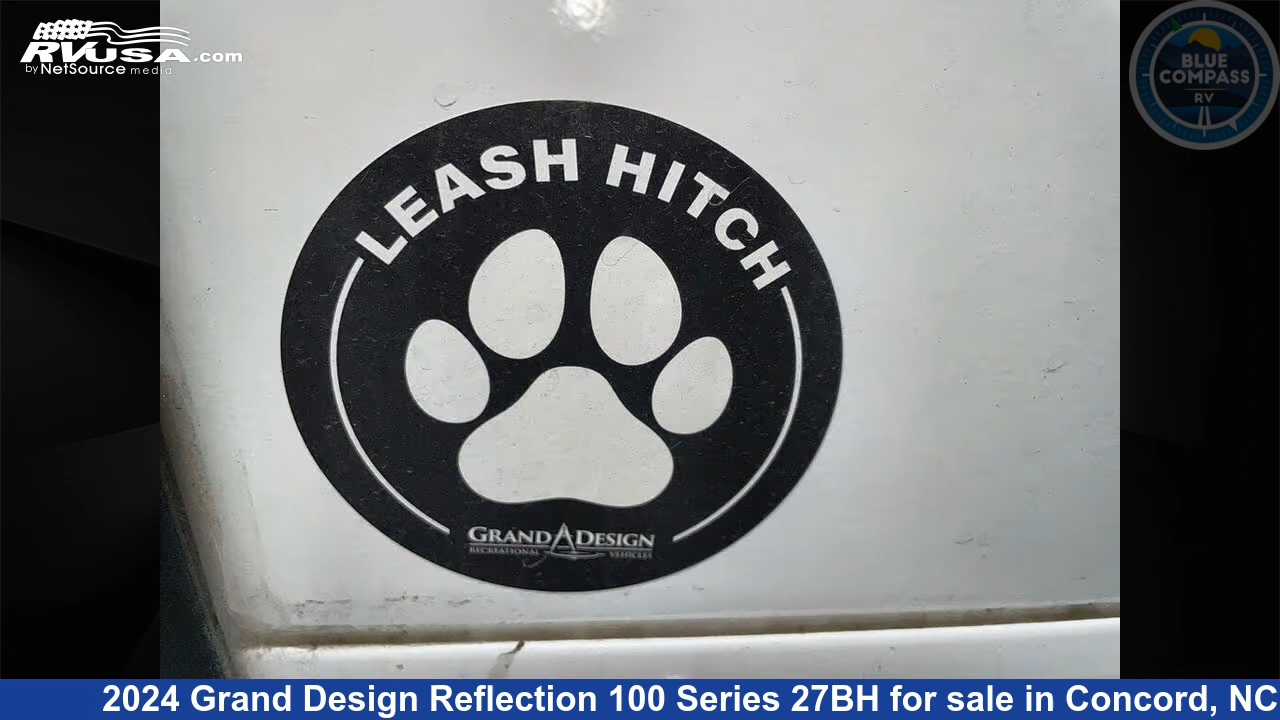 RVUSA.com
by NetSource media
BLUE
COMPASS
RV
LEASH HITCH
GRAND DESIGN
RECREATIONAL VEHICLES
2024 Grand Design Reflection 100 Series 27BH for sale in Concord, NC